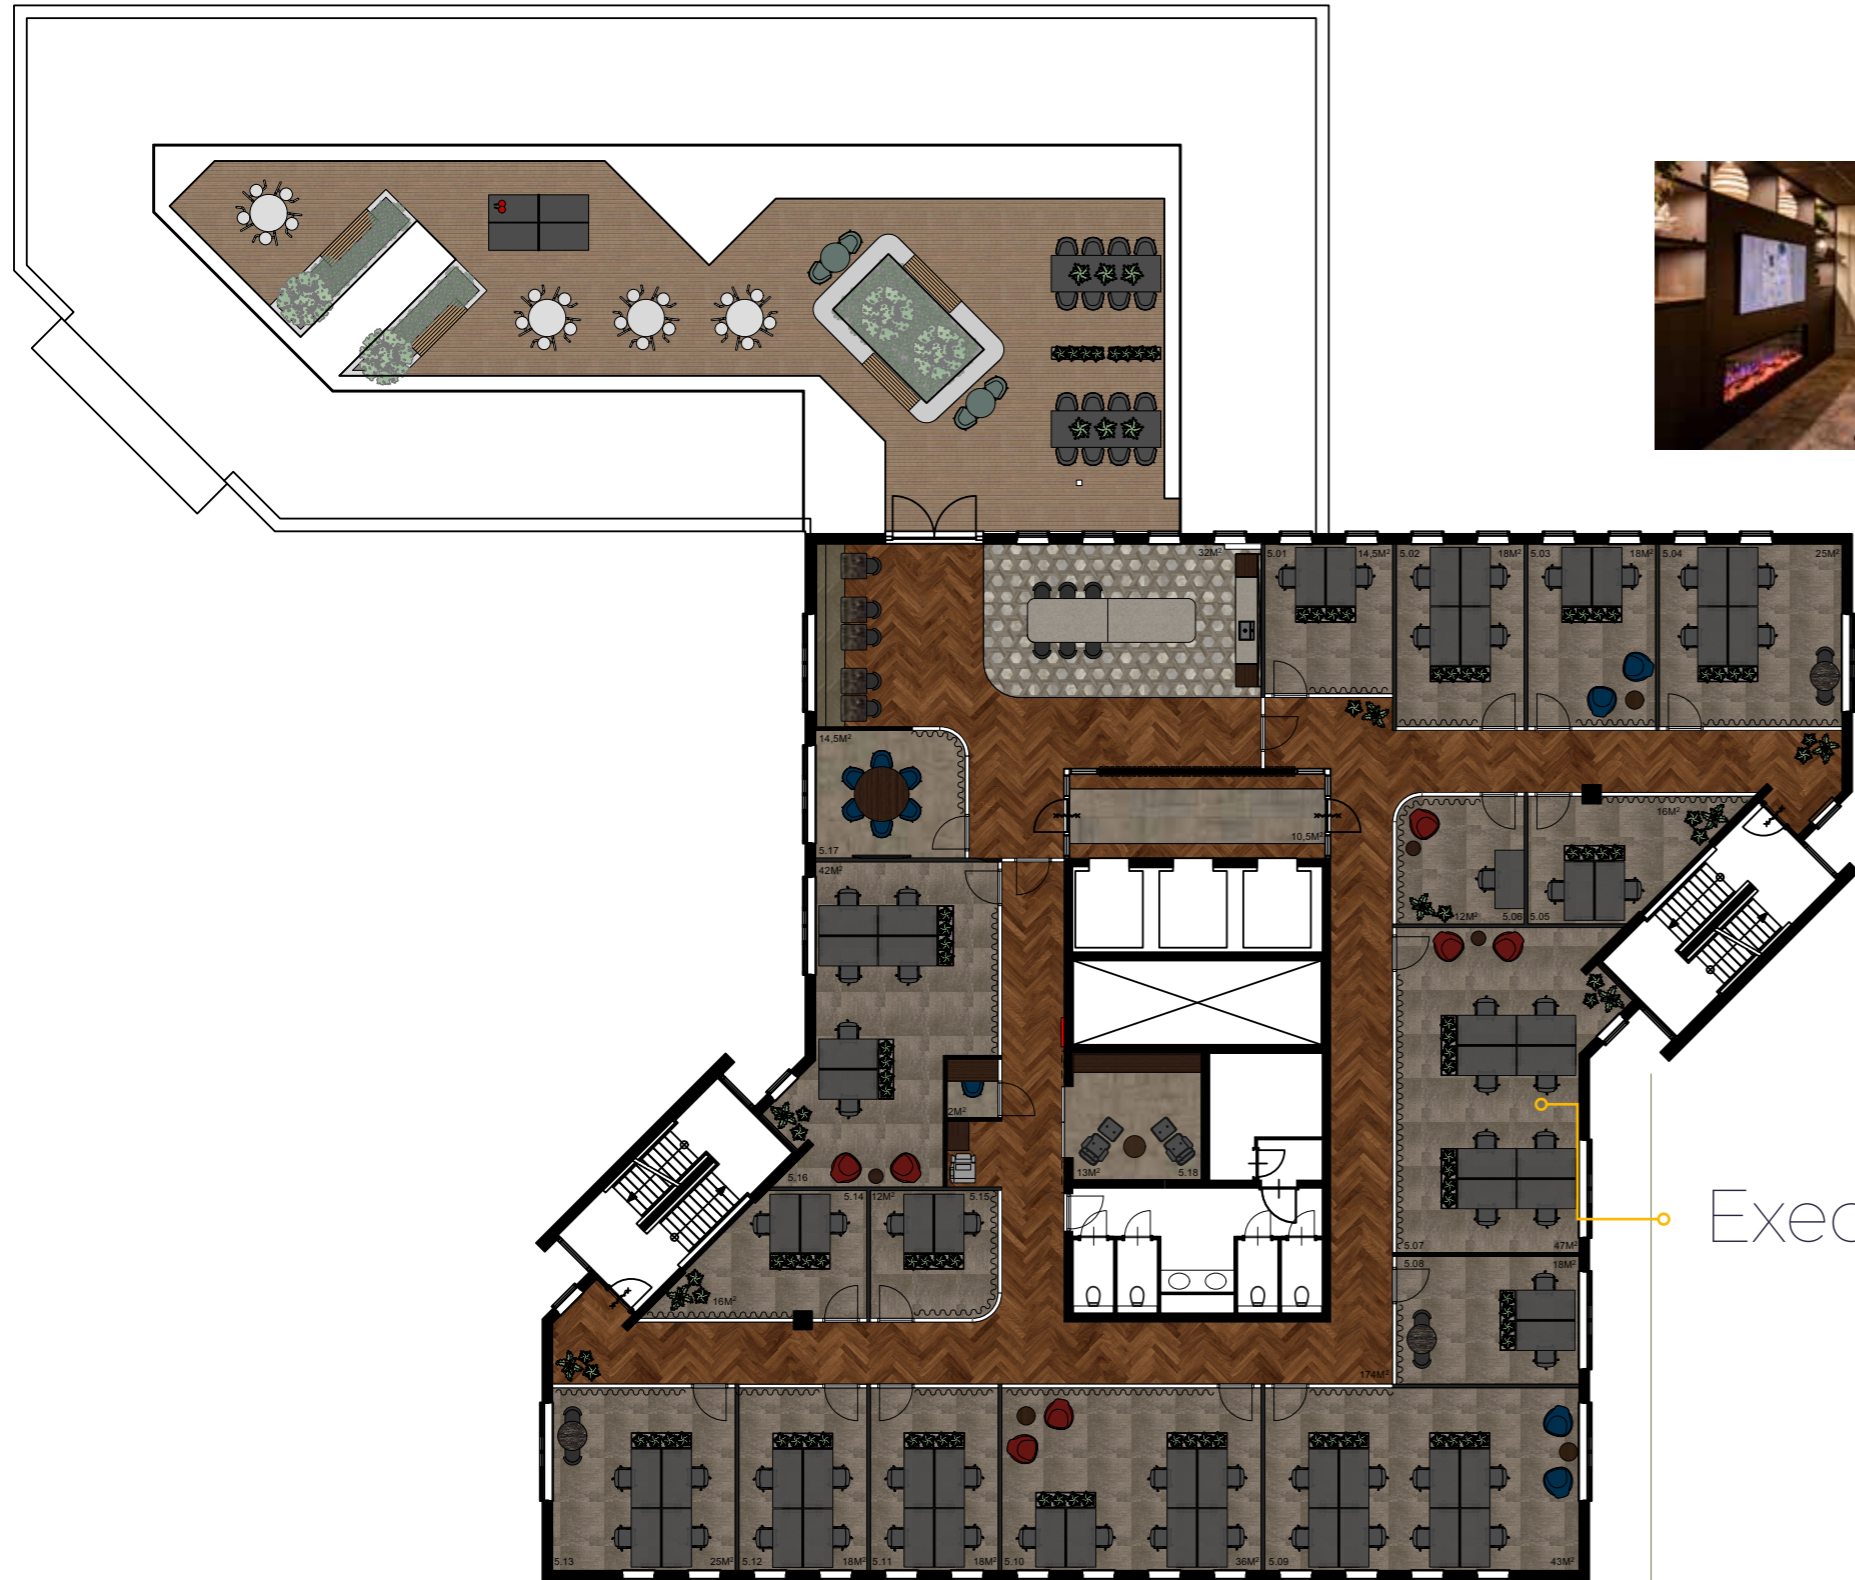 32M²
5.01 14,5M²
5.02 18M²
5.03 18M²
5.04 25M²
14,5M²
5.17
10,5M²
16M²
12M² 5.06
5.05
42M²
2M²
5.16
13M² 5.18
5.14
12M² 5.15
16M²
5.07 47M²
Exec
5.08 18M²
174M²
5.13 25M²
5.12 18M²
5.11 18M²
5.10 36M²
5.09 43M²